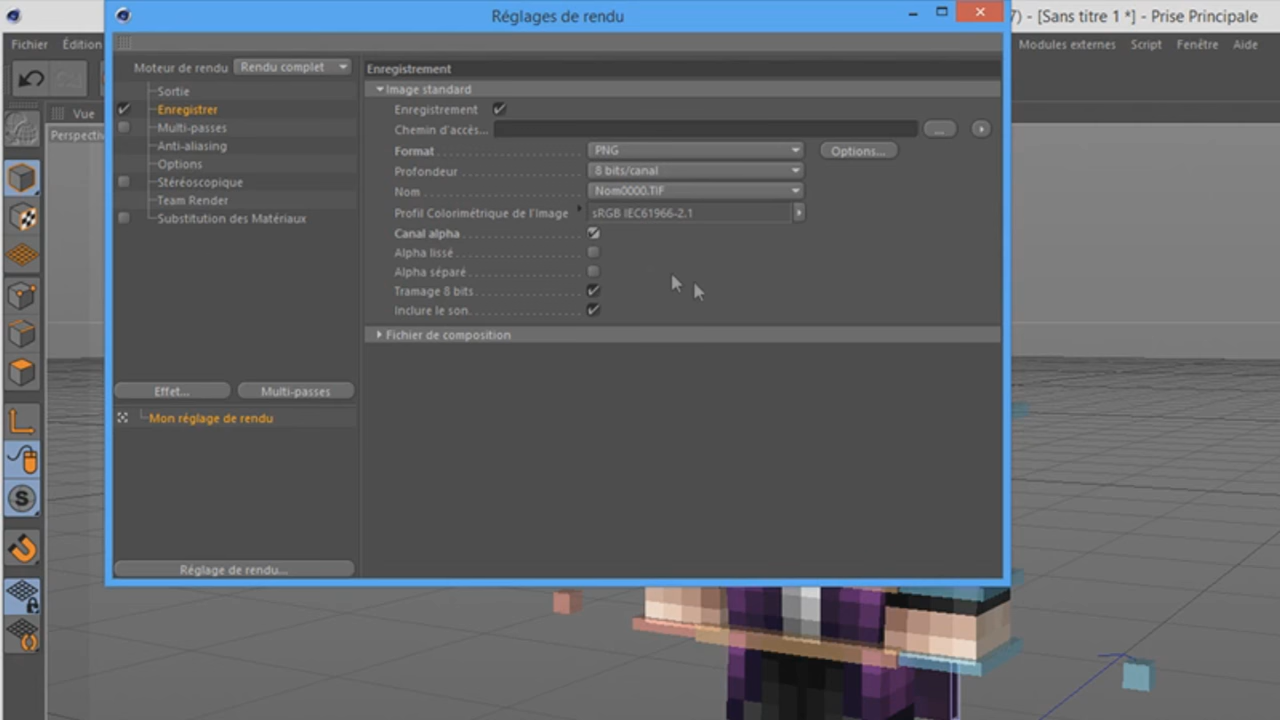 Réglages de rendu
7) - [Sans titre 1 *] - Prise Principale
Fichier Édition
Modules externes Script Fenêtre Aide
Moteur de rendu Rendu complet
Enregistrement
Sortie
Image standard
Enregistrer
Enregistrement
Vue
Multi-passes
Chemin d'accés... ...
Perspectiv
Anti-aliasing
Format PNG Options...
Options
Profondeur 8 bits/canal
Stéréoscopique
Nom Nom0000.TIF
Team Render
Profil Colorimétrique de l'Image sRGB IEC61966-2.1
Substitution des Matériaux
Canal alpha
Alpha lissé
Alpha séparé
Tramage 8 bits
Inclure le son
Fichier de composition
Effet... Multi-passes
Mon réglage de rendu
S
Réglage de rendu...